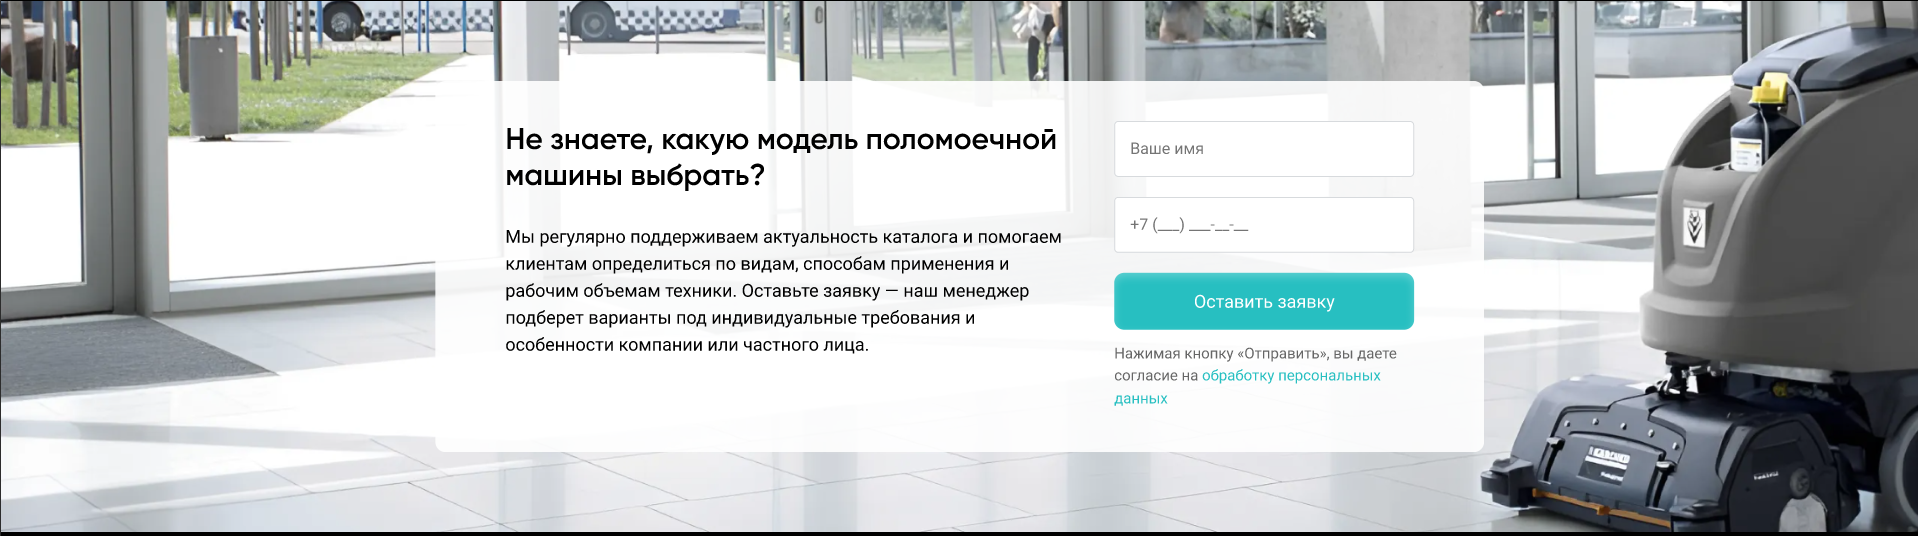 Не знаете, какую модель поломоечной
машины выбрать?
Мы регулярно поддерживаем актуальность каталога и помогаем
клиентам определиться по видам, способам применения и
рабочим объемам техники. Оставьте заявку — наш менеджер
подберет варианты под индивидуальные требования и
особенности компании или частного лица.
Ваше имя
+7 (___) ___-__-__
Оставить заявку
Нажимая кнопку «Отправить», вы даете
согласие на обработку персональных
данных
KARCHER